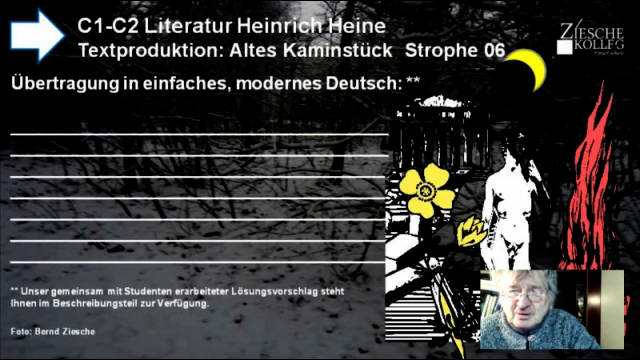 C1-C2 Literatur Heinrich Heine
Textproduktion: Altes Kaminstück Strophe 06
ZIESCHE
KOLLEG
Übertragung in einfaches, modernes Deutsch: **
** Unser gemeinsam mit Studenten erarbeiteter Lösungsvorschlag steht
Ihnen im Beschreibungsteil zur Verfügung.
Foto: Bernd Ziesche